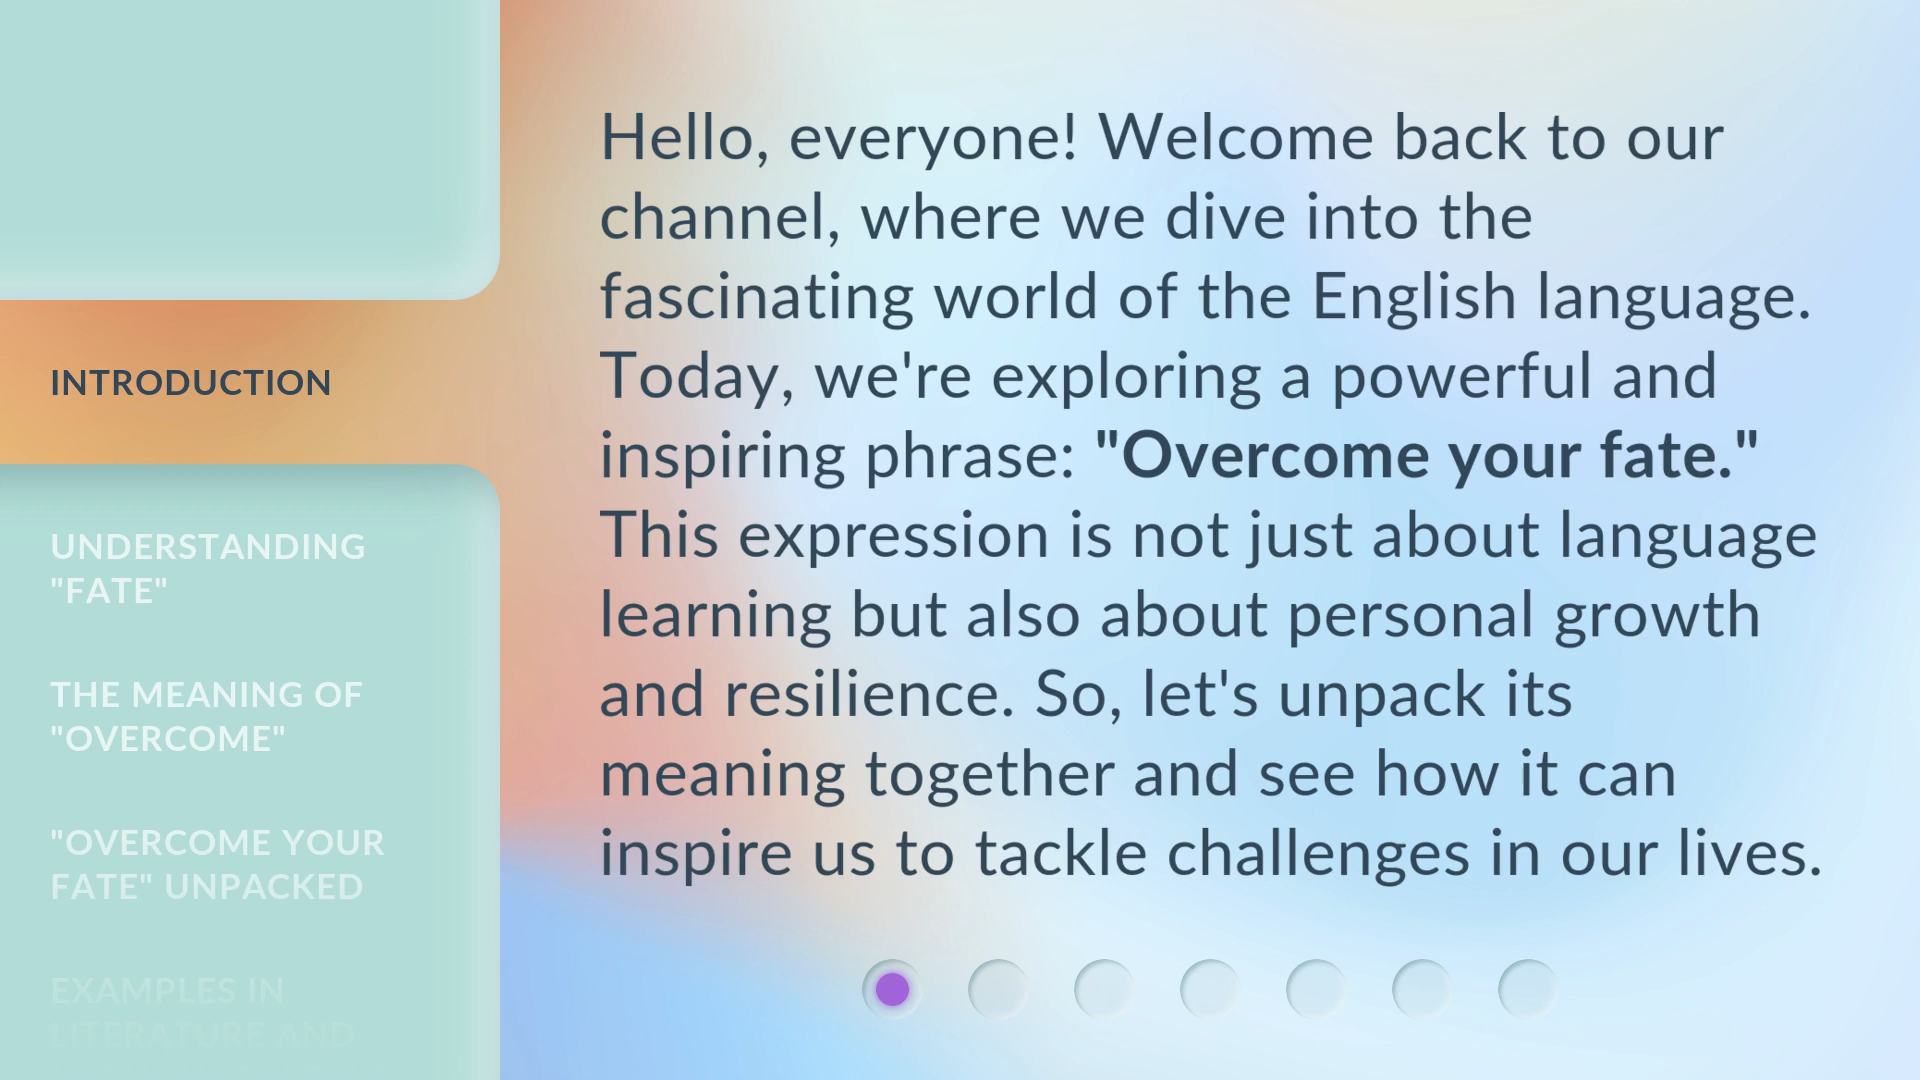 INTRODUCTION
UNDERSTANDING
"FATE"
THE MEANING OF
"OVERCOME"
"OVERCOME YOUR
FATE" UNPACKED
EXAMPLES IN
LITERATURE AND
Hello, everyone! Welcome back to our
channel, where we dive into the
fascinating world of the English language.
Today, we're exploring a powerful and
inspiring phrase: "Overcome your fate."
This expression is not just about language
learning but also about personal growth
and resilience. So, let's unpack its
meaning together and see how it can
inspire us to tackle challenges in our lives.